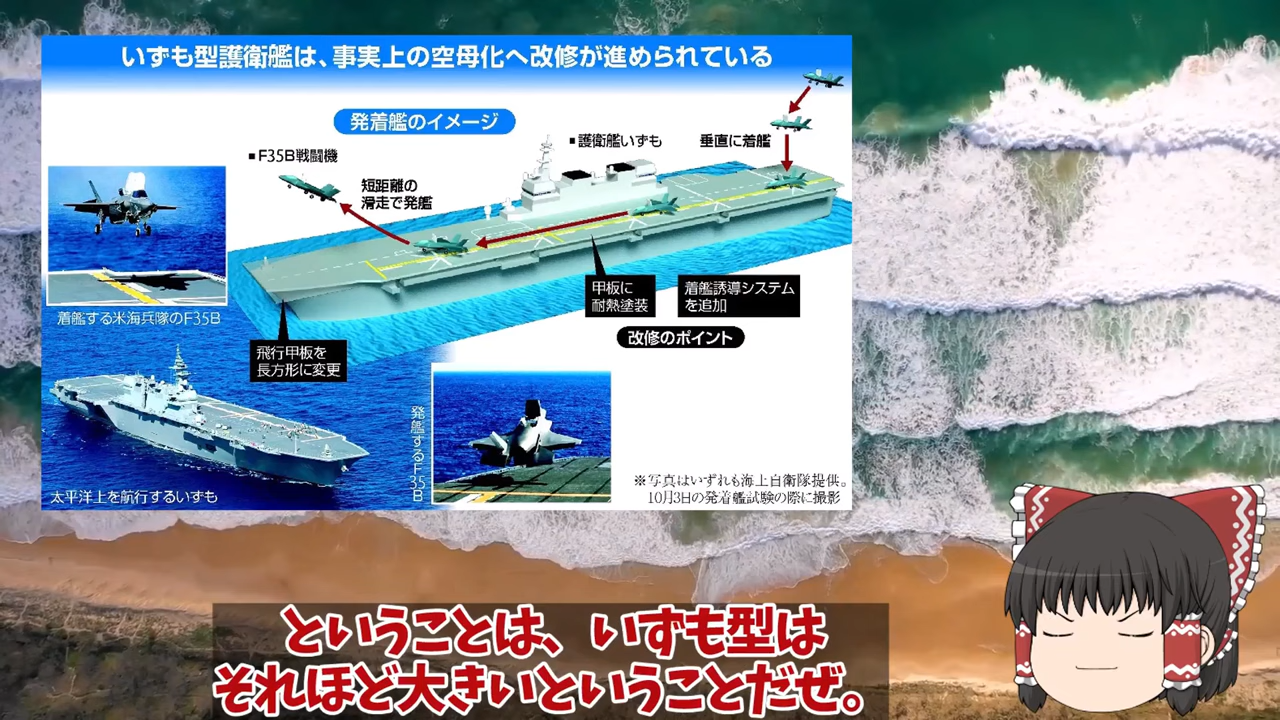 いずも型護衛艦は、事実上の空母化へ改修が進められている
発着艦のイメージ
■F35B戦闘機
短距離の
滑走で発艦
■護衛艦いずも
垂直に着艦
甲板に
耐熱塗装
着艦誘導システム
を追加
改修のポイント
着艦する米海兵隊のF35B
飛行甲板を
長方形に変更
太平洋上を航行するいずも
発艦するF35B
※写真はいずれも海上自衛隊提供。
10月3日の発着艦試験の際に撮影
ということは、いずも型は
それほど大きいということだぜ。